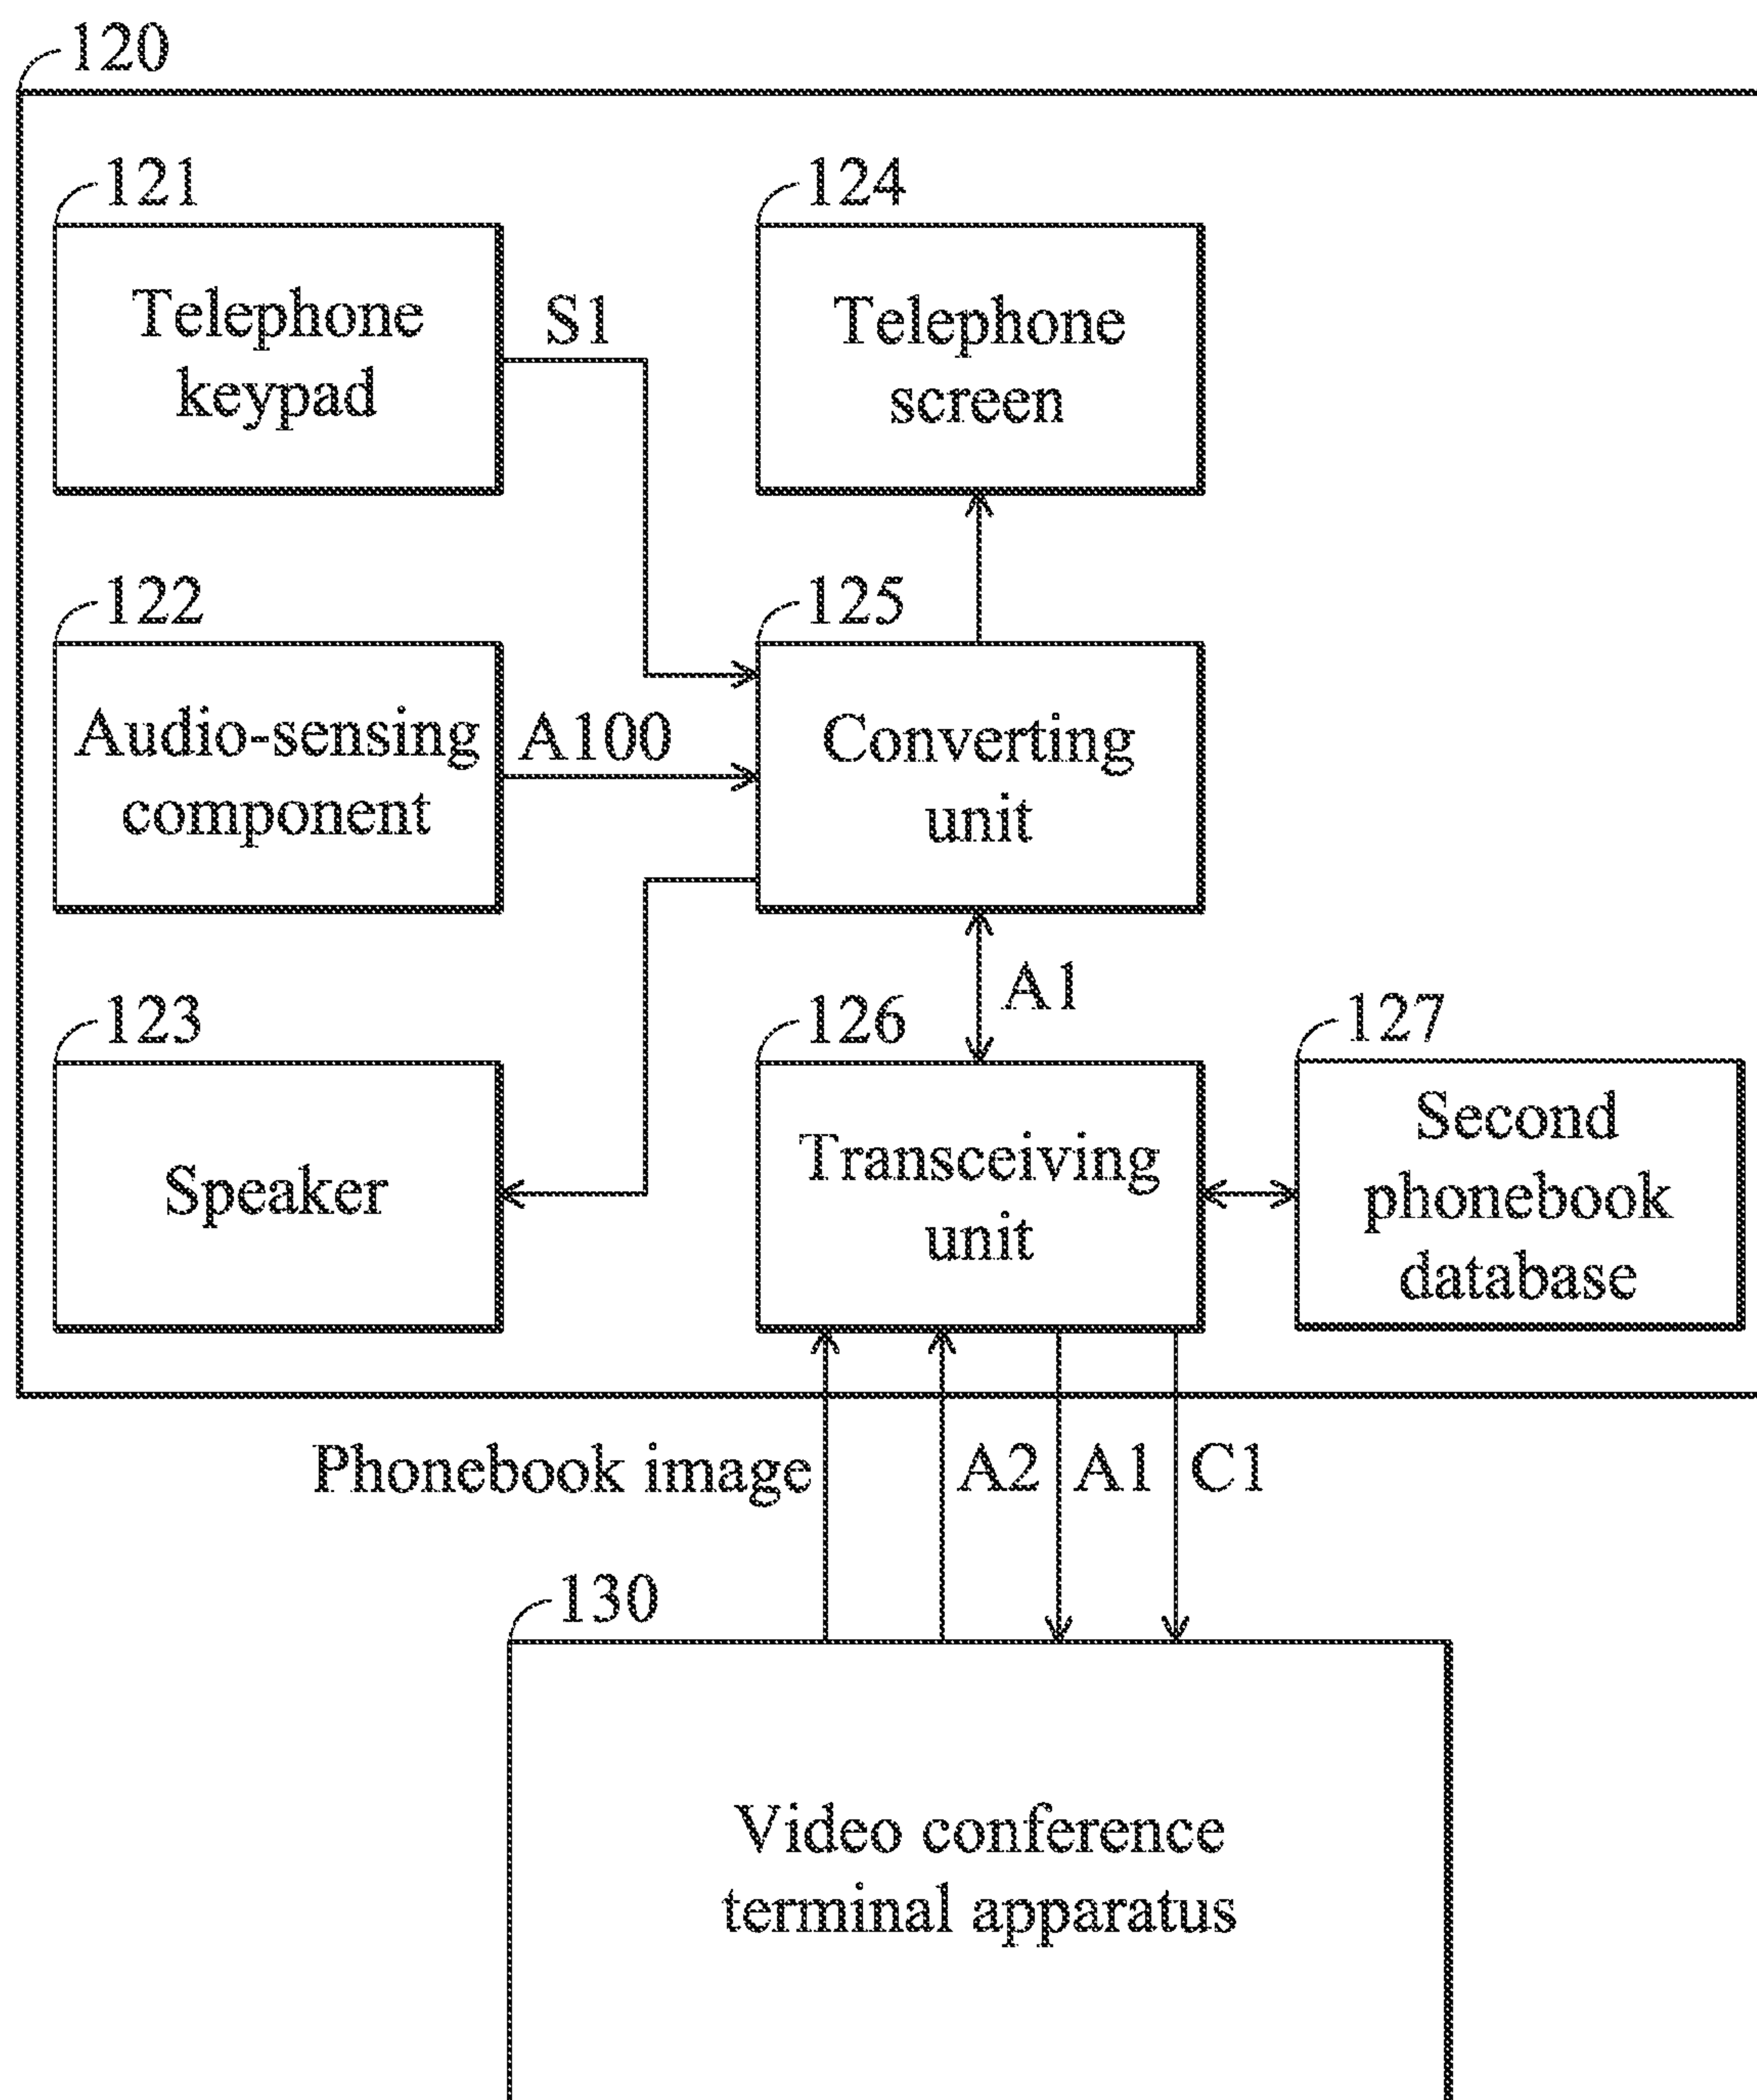 120
121
124
Telephone
keypad
S1
Telephone
screen
122
125
Audio-sensing
component
A100
Converting
unit
A1
123
126
127
Speaker
Transceiving
unit
Second
phonebook
database
Phonebook image
A2
A1
C1
130
Video conference
terminal apparatus